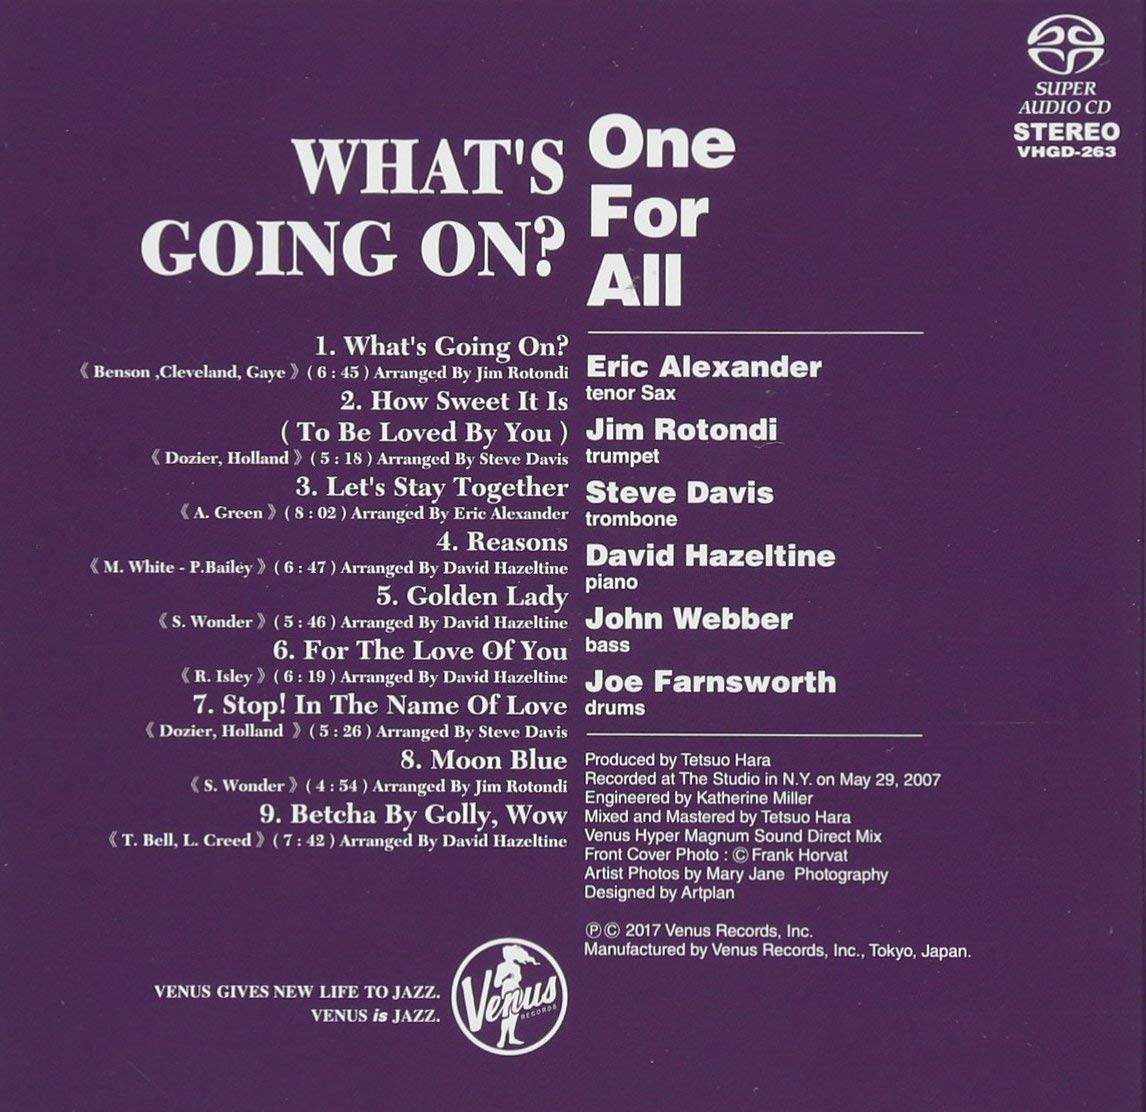 SUPER
AUDIO CD
STEREO
VHGD-263
WHAT'S
GOING ON?
One
For
All
1. What's Going On?
《 Benson ,Cleveland, Gaye 》 ( 6 : 45 ) Arranged By Jim Rotondi
2. How Sweet It Is
( To Be Loved By You )
《 Dozier, Holland 》 ( 5 : 18 ) Arranged By Steve Davis
3. Let's Stay Together
《 A. Green 》 ( 8 : 02 ) Arranged By Eric Alexander
4. Reasons
《 M. White - P.Bailey 》 ( 6 : 47 ) Arranged By David Hazeltine
5. Golden Lady
《 S. Wonder 》 ( 5 : 46 ) Arranged By David Hazeltine
6. For The Love Of You
《 R. Isley 》 ( 6 : 19 ) Arranged By David Hazeltine
7. Stop! In The Name Of Love
《 Dozier, Holland 》 ( 5 : 26 ) Arranged By Steve Davis
8. Moon Blue
《 S. Wonder 》 ( 4 : 54 ) Arranged By Jim Rotondi
9. Betcha By Golly, Wow
《 T. Bell, L. Creed 》 ( 7 : 42 ) Arranged By David Hazeltine
Eric Alexander
tenor Sax
Jim Rotondi
trumpet
Steve Davis
trombone
David Hazeltine
piano
John Webber
bass
Joe Farnsworth
drums
Produced by Tetsuo Hara
Recorded at The Studio in N.Y. on May 29, 2007
Engineered by Katherine Miller
Mixed and Mastered by Tetsuo Hara
Venus Hyper Magnum Sound Direct Mix
Front Cover Photo : © Frank Horvat
Artist Photos by Mary Jane Photography
Designed by Artplan
℗© 2017 Venus Records, Inc.
Manufactured by Venus Records, Inc., Tokyo, Japan.
VENUS GIVES NEW LIFE TO JAZZ.
VENUS is JAZZ.
Venus
RECORDS